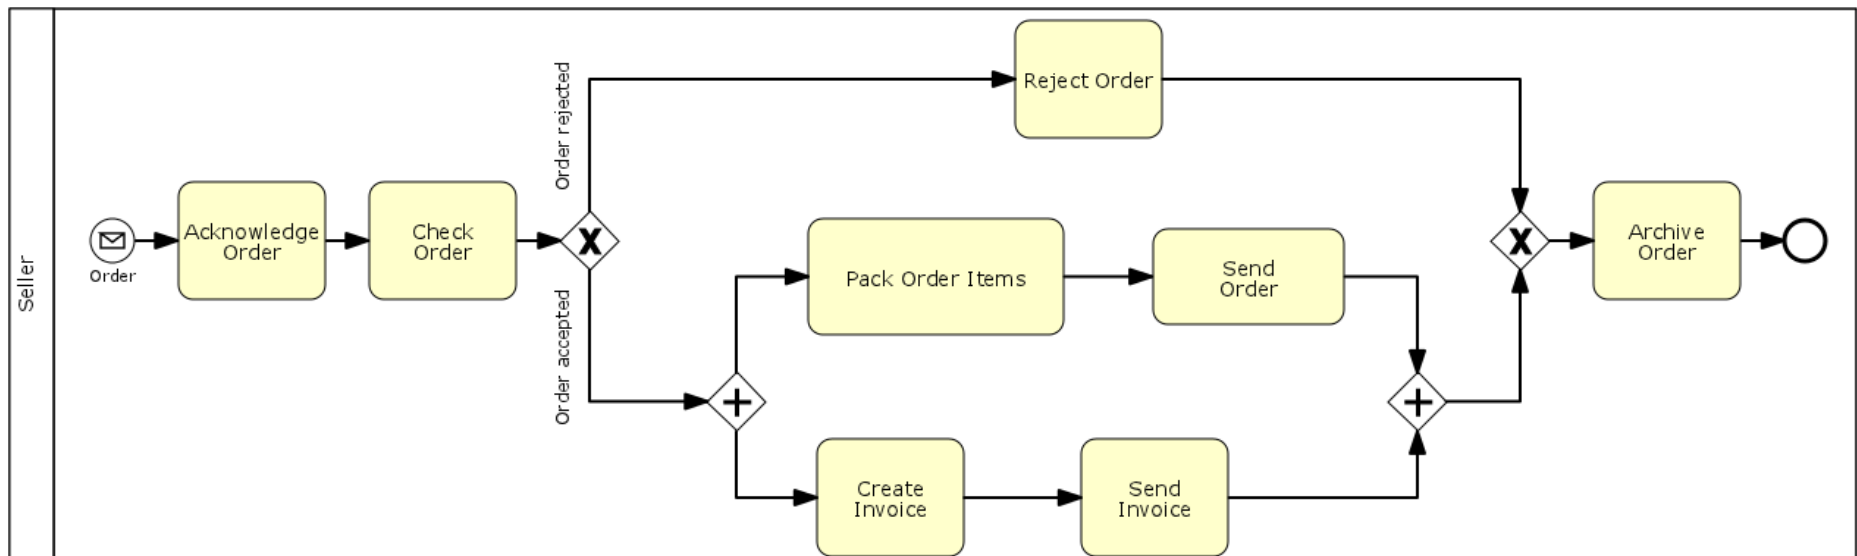 Seller
Order
Acknowledge
Order
Check
Order
Order rejected
Order accepted
Reject Order
Pack Order Items
Send
Order
Create
Invoice
Send
Invoice
Archive
Order